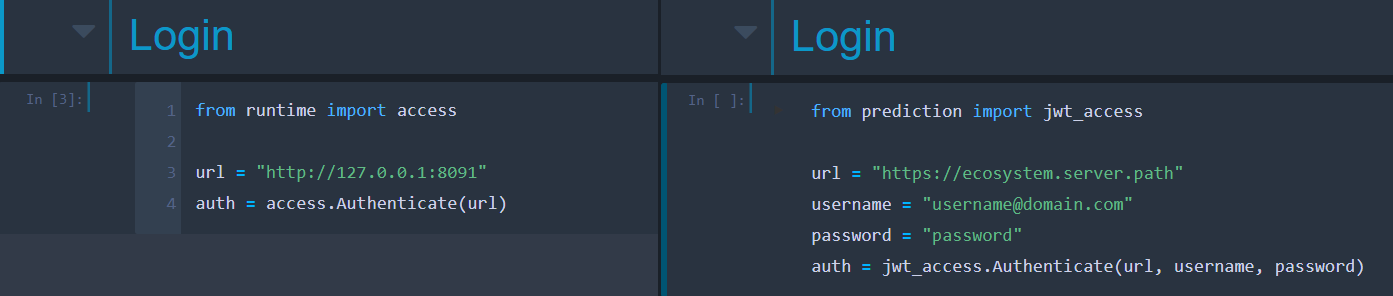 Login
In [3]:
1 from runtime import access
2
3 url = "http://127.0.0.1:8091"
4 auth = access.Authenticate(url)
Login
In [ ]:
from prediction import jwt_access
url = "https://ecosystem.server.path"
username = "username@domain.com"
password = "password"
auth = jwt_access.Authenticate(url, username, password)